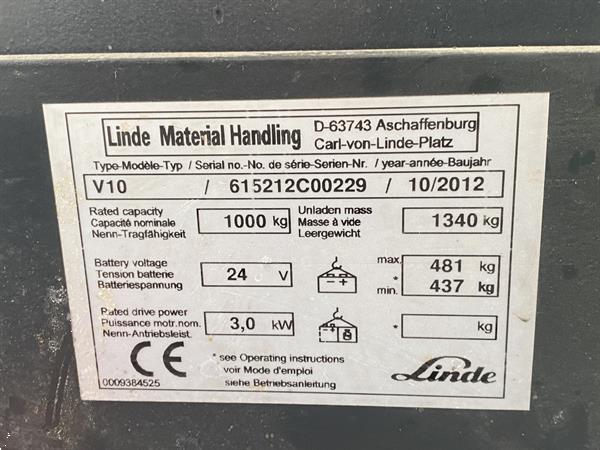 Linde Material Handling
D-63743 Aschaffenburg
Carl-von-Linde-Platz
Type-Modèle-Typ / Serial no.-No. de série-Serien-Nr. / year-année-Baujahr
V10 / 615212C00229 / 10/2012
Rated capacity
Capacité nominale
Nenn-Tragfähigkeit
1000 kg
Unladen mass
Masse à vide
Leergewicht
1340 kg
Battery voltage
Tension batterie
Batteriespannung
24 V
- +
max. 481 kg
*
min. 437 kg
Rated drive power
Puissance motr.nom.
Nenn-Antriebsleist.
3,0 kW
- +
* kg
CE
0009384525
* see Operating instructions
voir Mode d'emploi
siehe Betriebsanleitung
Linde